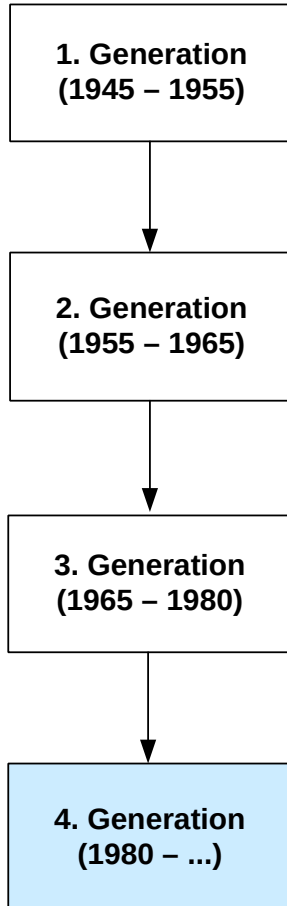 1. Generation
(1945 – 1955)
2. Generation
(1955 – 1965)
3. Generation
(1965 – 1980)
4. Generation
(1980 – ...)